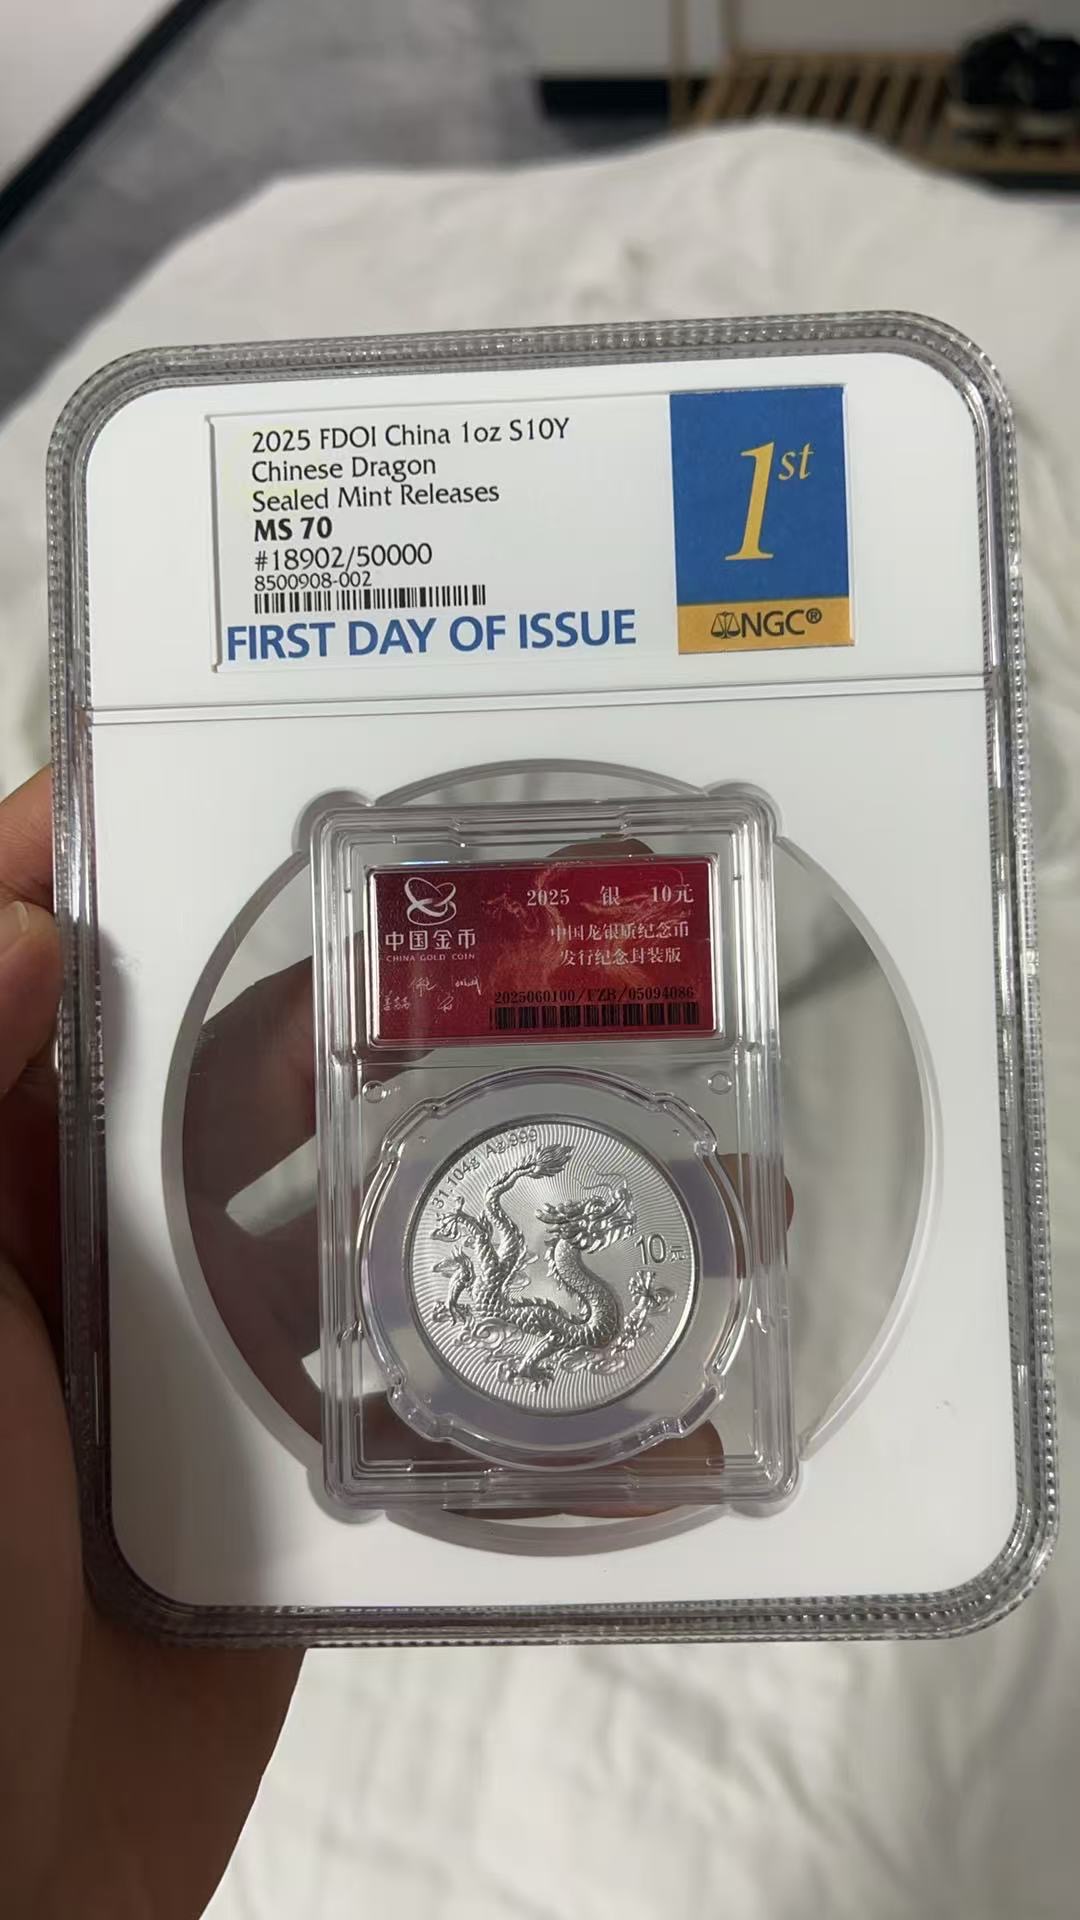 2025 FDOI China 1oz S10Y
Chinese Dragon
Sealed Mint Releases
MS 70
#18902/50000
8500908-002
FIRST DAY OF ISSUE
1st
NGC®
中国金币
CHINA GOLD COIN
2025 银 10元
中国龙银质纪念币
发行纪念封装版
2025060100/FZB/05094086
31.104g Ag.999
10元